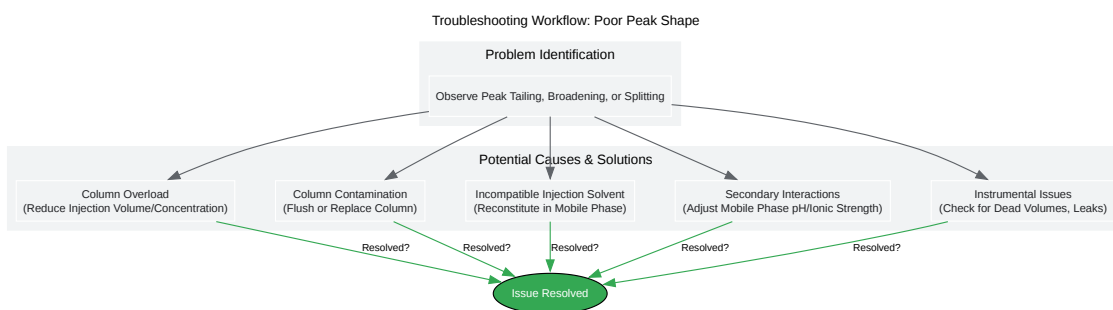 Troubleshooting Workflow: Poor Peak Shape
Problem Identification
Observe Peak Tailing, Broadening, or Splitting
Potential Causes & Solutions
Column Overload
(Reduce Injection Volume/Concentration)
Column Contamination
(Flush or Replace Column)
Incompatible Injection Solvent
(Reconstitute in Mobile Phase)
Secondary Interactions
(Adjust Mobile Phase pH/Ionic Strength)
Instrumental Issues
(Check for Dead Volumes, Leaks)
Resolved?
Resolved?
Resolved?
Resolved?
Resolved?
Issue Resolved